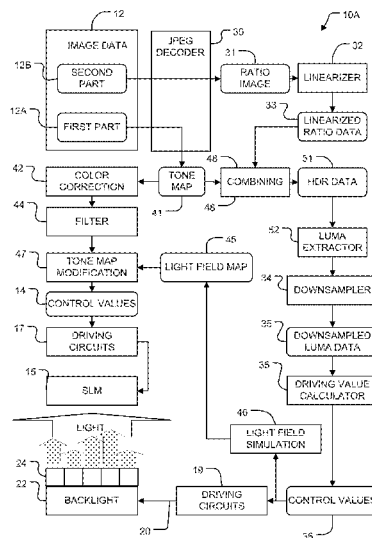 12
IMAGE DATA
12B
SECOND PART
12A
FIRST PART
JPEG DECODER
30
10A
31
RATIO IMAGE
32
LINEARIZER
33
LINEARIZED RATIO DATA
42
COLOR CORRECTION
TONE MAP
41
48
COMBINING
46
51
HDR DATA
44
FILTER
52
LUMA EXTRACTOR
47
TONE MAP MODIFICATION
45
LIGHT FIELD MAP
34
DOWNSAMPLER
14
CONTROL VALUES
17
DRIVING CIRCUITS
35
DOWNSAMPLED LUMA DATA
36
DRIVING VALUE CALCULATOR
15
SLM
40
LIGHT FIELD SIMULATION
LIGHT
24
22
BACKLIGHT
19
DRIVING CIRCUITS
20
CONTROL VALUES